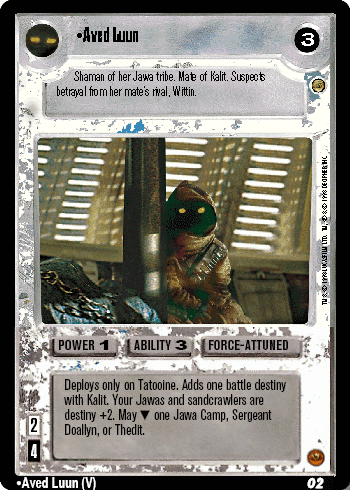 •Aved Luun
3
Shaman of her Jawa tribe. Mate of Kalit. Suspects
betrayal from her mate's rival, Wittin.
POWER 1 ABILITY 3 FORCE-ATTUNED
Deploys only on Tatooine. Adds one battle destiny
with Kalit. Your Jawas and sandcrawlers are
destiny +2. May ▼ one Jawa Camp, Sergeant
Doallyn, or Thedit.
2
4
•Aved Luun (V) 02